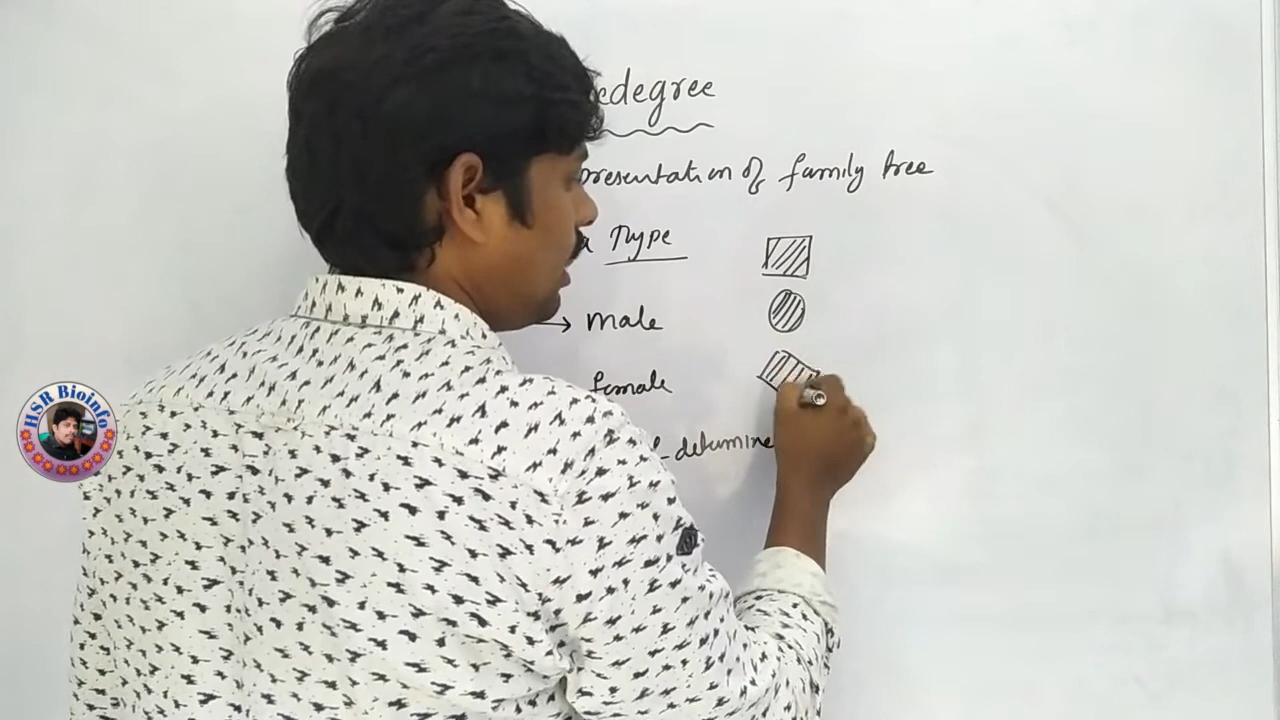 edegree
presentation of family tree
Type
male
female
determine
HSR Bioinfo